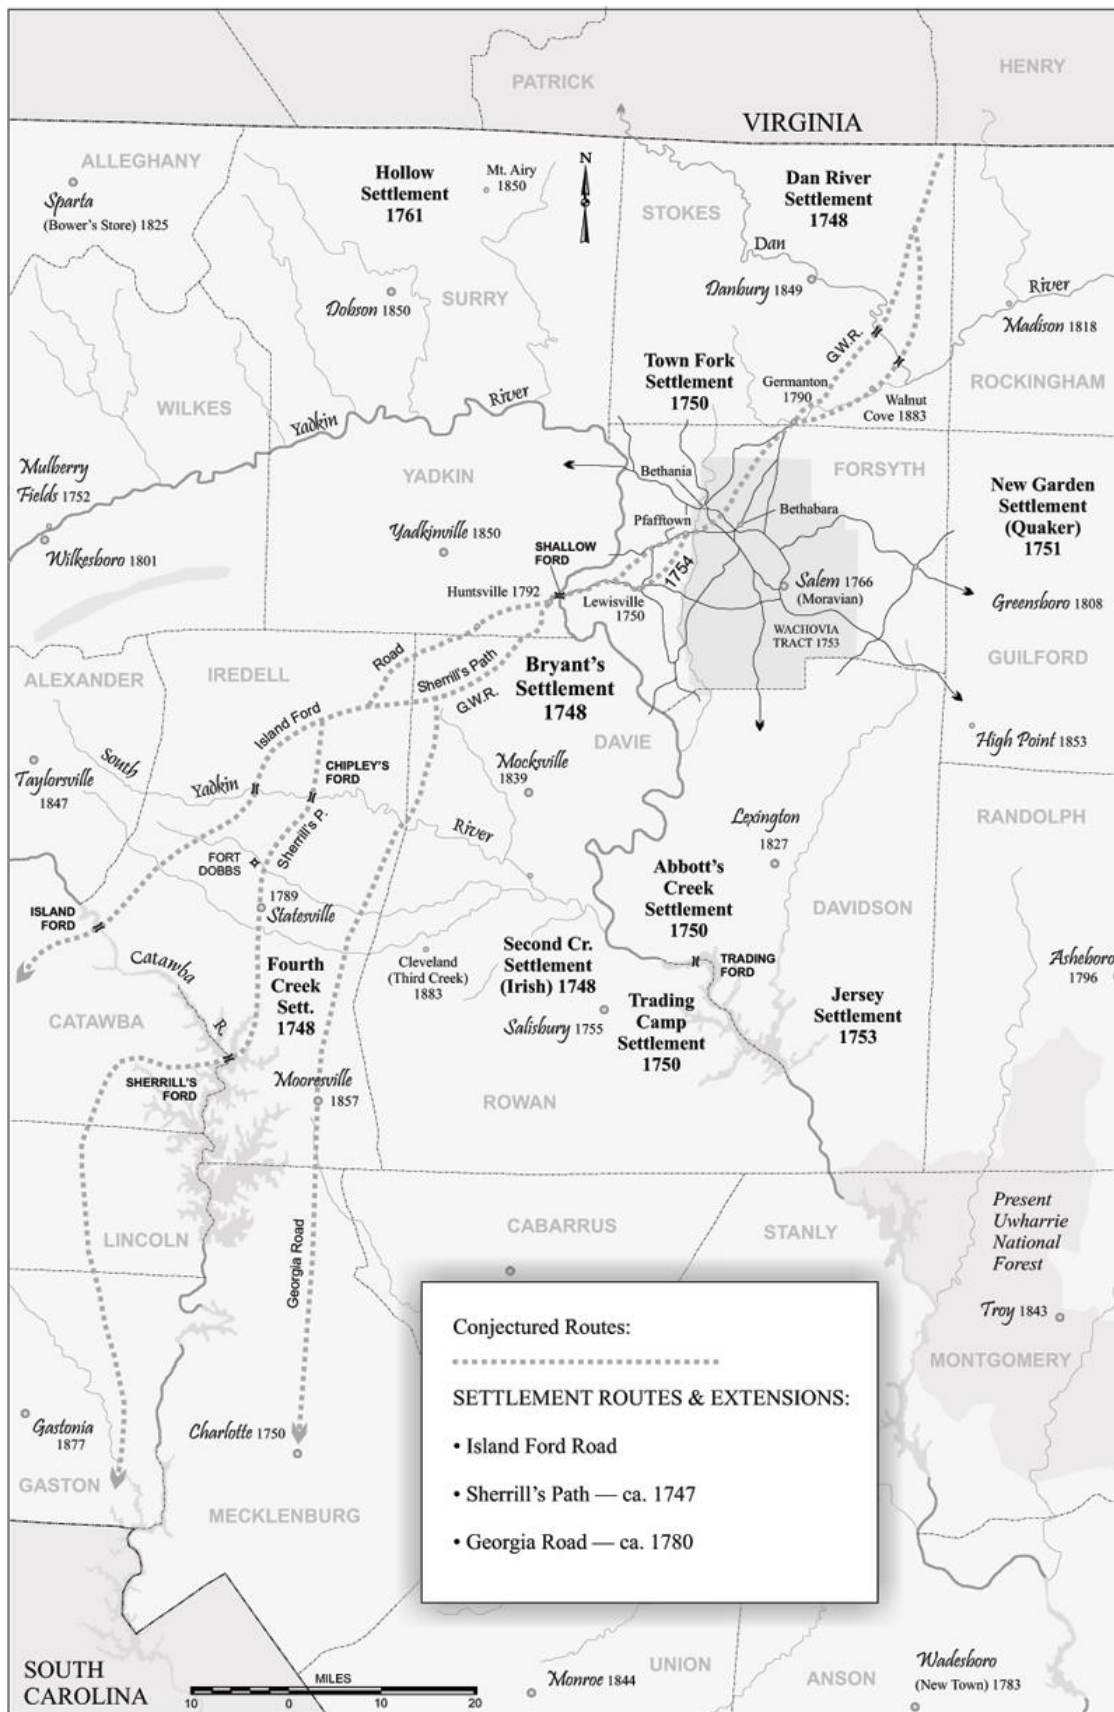 HENRY
PATRICK
VIRGINIA
ALLEGHANY
Sparta
(Bower's Store) 1825
Hollow
Settlement
1761
Mt. Airy
1850
N
STOKES
Dan River
Settlement
1748
Dan
River
Danbury 1849
Madison 1818
Dobson 1850
SURRY
G.W.R.
Town Fork
Settlement
1750
Germanton
1790
Walnut
Cove 1883
ROCKINGHAM
WILKES
Yadkin
River
Mulberry
Fields 1752
YADKIN
Bethania
FORSYTH
New Garden
Settlement
(Quaker)
1751
Wilkesboro 1801
Yadkinville 1850
Pfafftown
Bethabara
SHALLOW
FORD
1754
Huntsville 1792
Lewisville
1750
Salem 1766
(Moravian)
Greensboro 1808
WACHOVIA
TRACT 1753
GUILFORD
ALEXANDER
IREDELL
Road
Sherrill's Path
G.W.R.
Bryant's
Settlement
1748
Island Ford
DAVIE
High Point 1853
Taylorsville
1847
South
Yadkin
River
CHIPLEY'S
FORD
Mocksville
1839
Sherrill's P.
RANDOLPH
Lexington
1827
FORT
DOBBS
1789
Statesville
Abbott's
Creek
Settlement
1750
DAVIDSON
ISLAND
FORD
Catawba
R.
Fourth
Creek
Sett.
1748
Cleveland
(Third Creek)
1883
Second Cr.
Settlement
(Irish) 1748
TRADING
FORD
Asheboro
1796
CATAWBA
Salisbury 1755
Trading
Camp
Settlement
1750
Jersey
Settlement
1753
SHERRILL'S
FORD
Mooresville
1857
ROWAN
LINCOLN
Georgia Road
CABARRUS
STANLY
Present
Uwharrie
National
Forest
Troy 1843
MONTGOMERY
Conjectured Routes:
SETTLEMENT ROUTES & EXTENSIONS:
• Island Ford Road
• Sherrill's Path — ca. 1747
• Georgia Road — ca. 1780
Gastonia
1877
Charlotte 1750
GASTON
MECKLENBURG
SOUTH
CAROLINA
MILES
10 0 10 20
Monroe 1844
UNION
ANSON
Wadesboro
(New Town) 1783